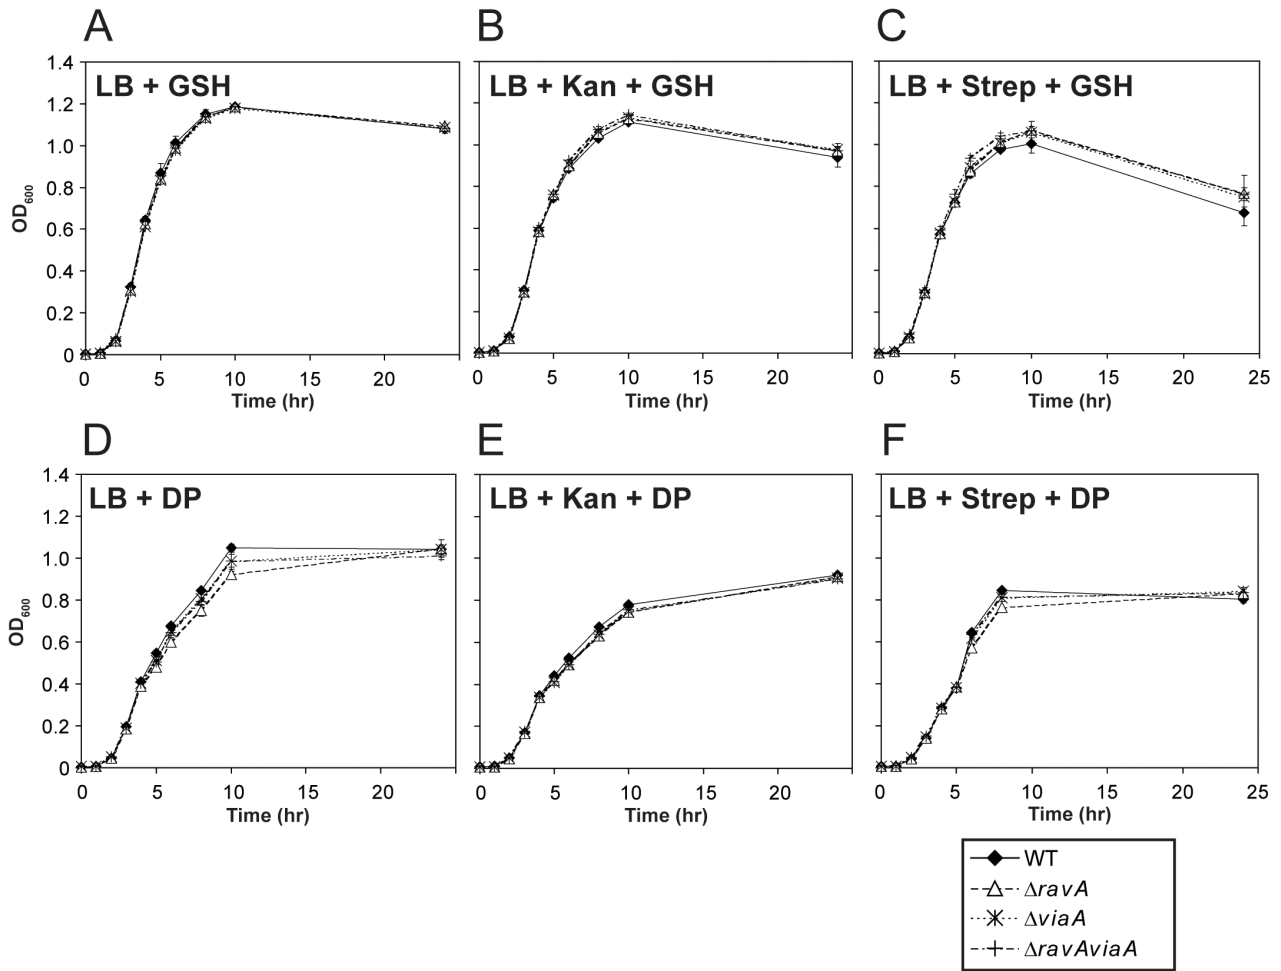 A
B
C
LB + GSH
LB + Kan + GSH
LB + Strep + GSH
1.4
1.2
1.0
0.8
0.6
0.4
0.2
0
OD600
0 5 10 15 20
0 5 10 15 20
0 5 10 15 20 25
Time (hr)
Time (hr)
Time (hr)
D
E
F
LB + DP
LB + Kan + DP
LB + Strep + DP
1.4
1.2
1.0
0.8
0.6
0.4
0.2
0
OD600
0 5 10 15 20
0 5 10 15 20
0 5 10 15 20 25
Time (hr)
Time (hr)
Time (hr)
WT
ΔravA
ΔviaA
ΔravAviaA